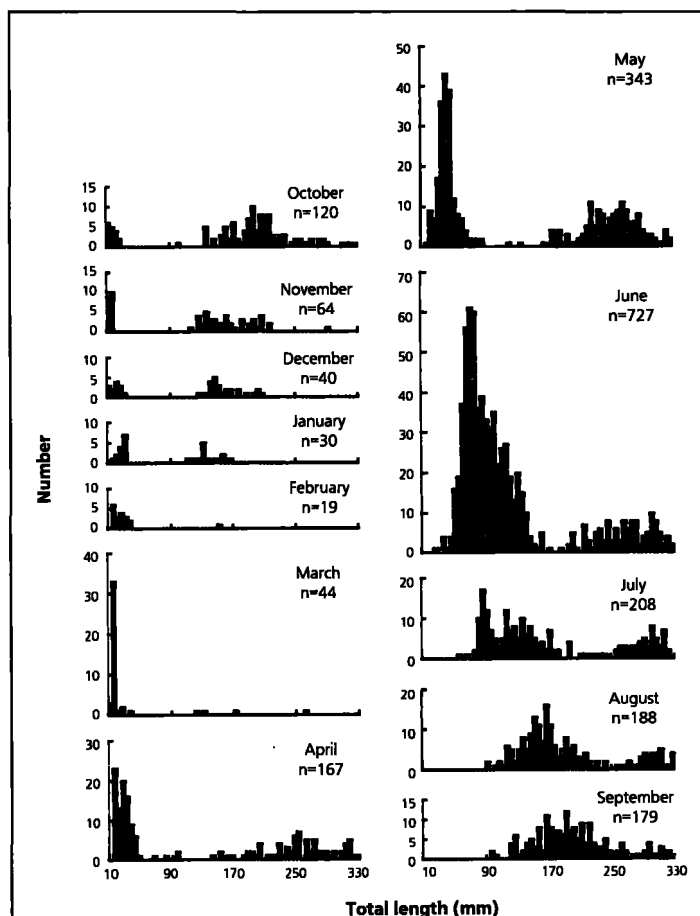 Number
15
10
5
0
October
n=120
15
10
5
0
November
n=64
10
5
0
December
n=40
10
5
0
January
n=30
10
5
0
February
n=19
40
30
20
10
0
March
n=44
30
20
10
0
April
n=167
10 90 170 250 330
50
40
30
20
10
0
May
n=343
70
60
50
40
30
20
10
0
June
n=727
20
10
0
July
n=208
20
10
0
August
n=188
15
10
5
0
September
n=179
10 90 170 250 330
Total length (mm)